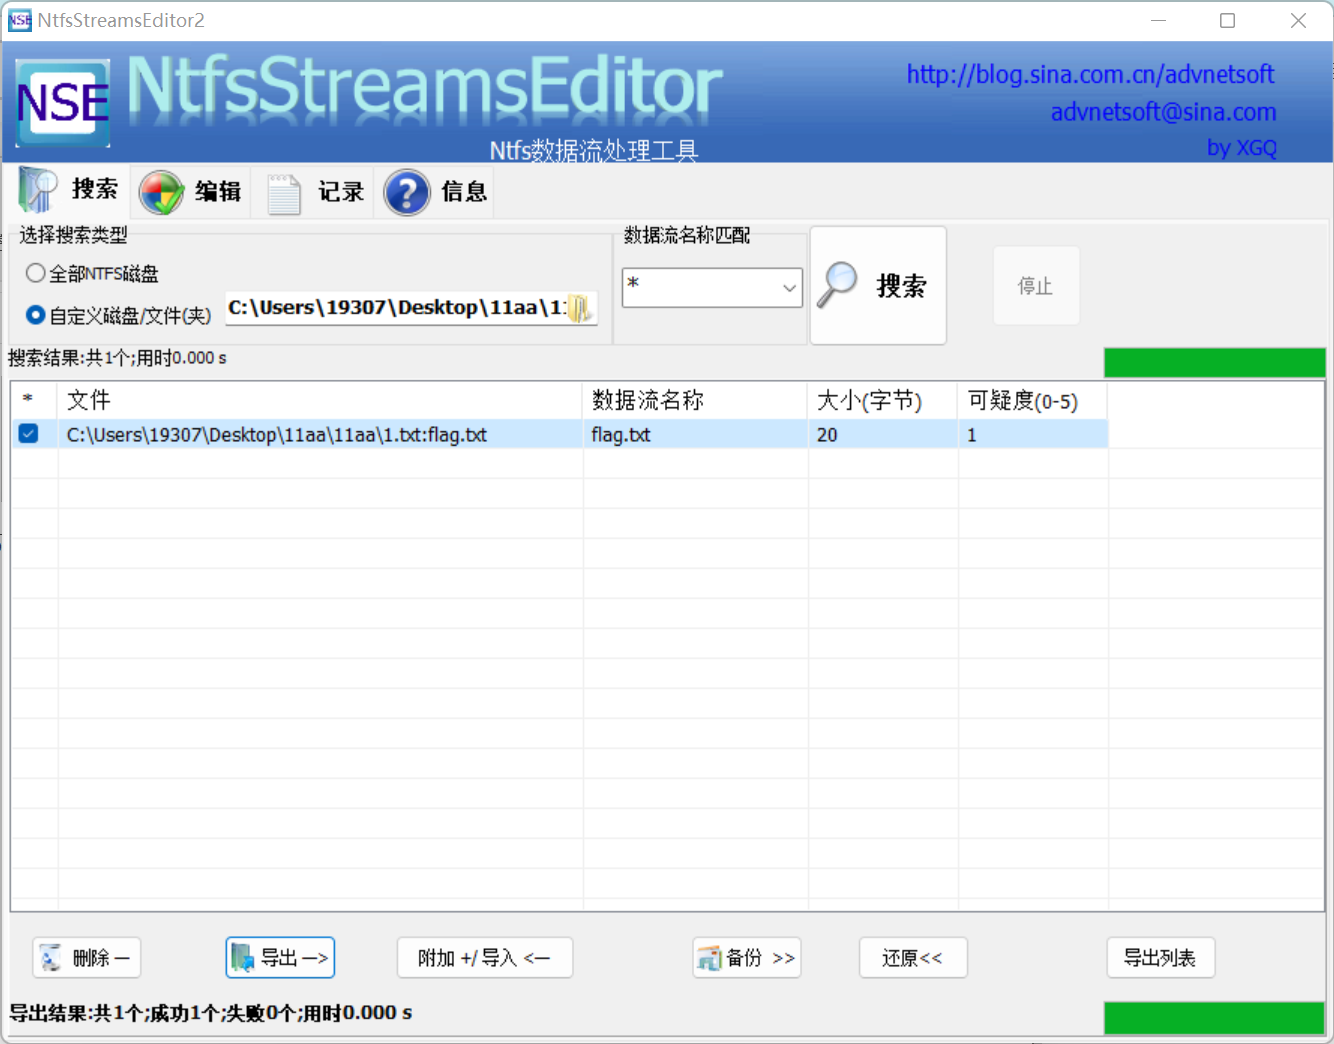 NSE NtfsStreamsEditor2
NSE
NtfsStreamsEditor
Ntfs数据流处理工具
http://blog.sina.com.cn/advnetsoft
advnetsoft@sina.com
by XGQ
搜索 编辑 记录 信息
选择搜索类型
全部NTFS磁盘
自定义磁盘/文件(夹) C:\Users\19307\Desktop\11aa\1
数据流名称匹配
*
搜索
停止
搜索结果:共1个;用时0.000 s
* 文件 数据流名称 大小(字节) 可疑度(0-5)
C:\Users\19307\Desktop\11aa\11aa\1.txt:flag.txt flag.txt 20 1
删除 — 导出 —> 附加 +/导入 <— 备份 >> 还原<< 导出列表
导出结果:共1个;成功1个;失败0个;用时0.000 s